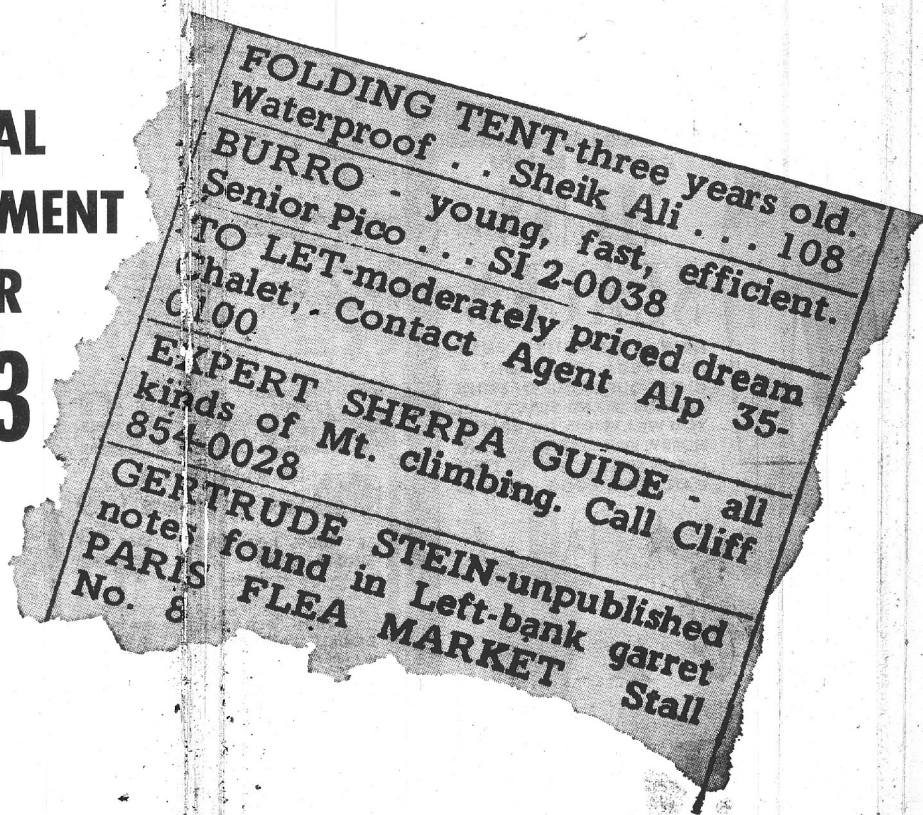 AL
MENT
R
3
FOLDING TENT-three years old.
Waterproof . . Sheik Ali . . . 108
BURRO - young, fast, efficient.
Senior Pico . . . SI 2-0038
TO LET-moderately priced dream
Chalet, Contact Agent Alp 35-
0100
EXPERT SHERPA GUIDE - all
kinds of Mt. climbing. Call Cliff
854-0028
GERTRUDE STEIN-unpublished
notes found in Left-bank garret
PARIS FLEA MARKET Stall
No. 8